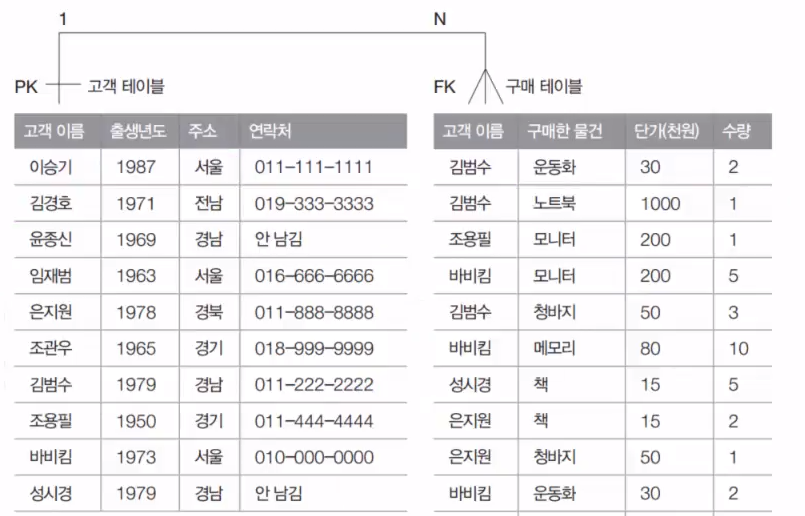 1 N
PK 고객 테이블 FK 구매 테이블
고객 이름 출생년도 주소 연락처 고객 이름 구매한 물건 단가(천원) 수량
이승기 1987 서울 011-111-1111 김범수 운동화 30 2
김경호 1971 전남 019-333-3333 김범수 노트북 1000 1
윤종신 1969 경남 안 남김 조용필 모니터 200 1
임재범 1963 서울 016-666-6666 바비킴 모니터 200 5
은지원 1978 경북 011-888-8888 김범수 청바지 50 3
조관우 1965 경기 018-999-9999 바비킴 메모리 80 10
김범수 1979 경남 011-222-2222 성시경 책 15 5
조용필 1950 경기 011-444-4444 은지원 책 15 2
바비킴 1973 서울 010-000-0000 은지원 청바지 50 1
성시경 1979 경남 안 남김 바비킴 운동화 30 2